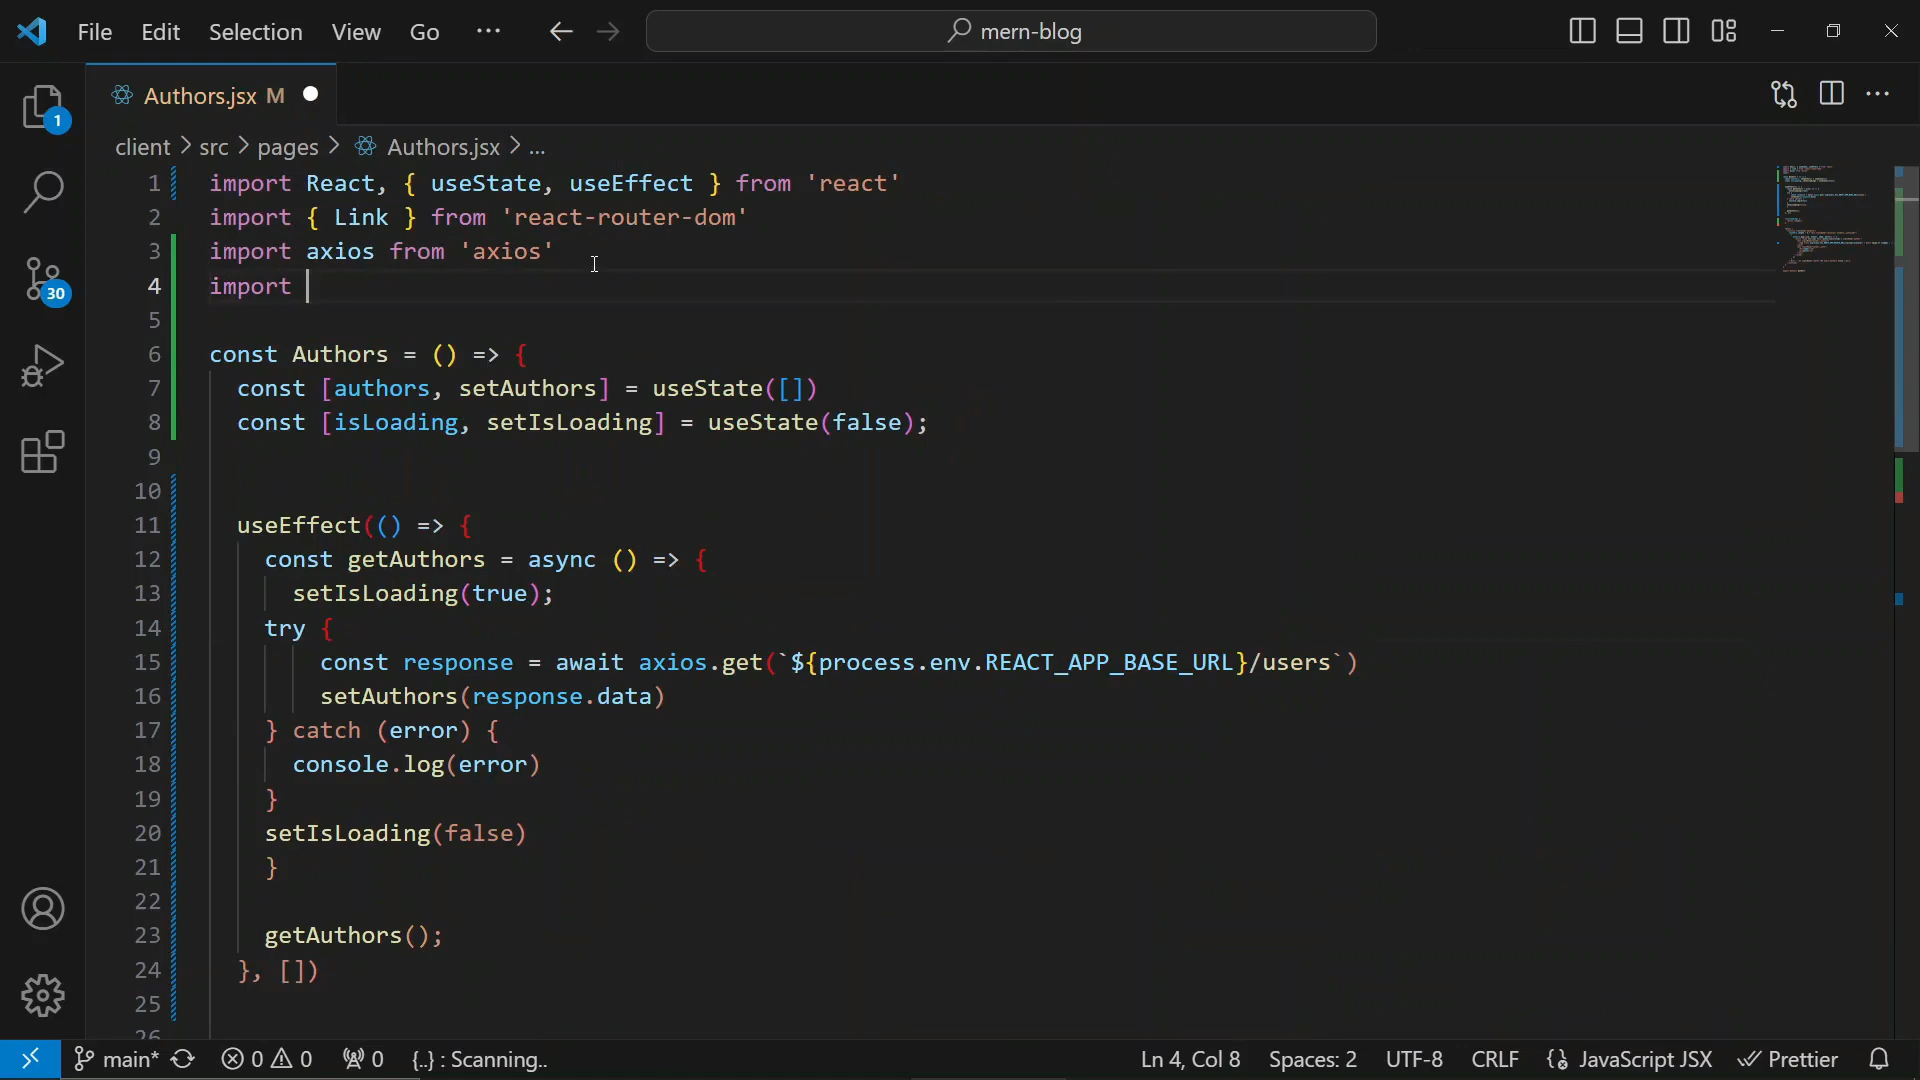 File Edit Selection View Go ··· mern-blog
Authors.jsx M
client > src > pages > Authors.jsx > ...
1 import React, { useState, useEffect } from 'react'
2 import { Link } from 'react-router-dom'
3 import axios from 'axios'
4 import
5
6 const Authors = () => {
7 const [authors, setAuthors] = useState([])
8 const [isLoading, setIsLoading] = useState(false);
9
10
11 useEffect(() => {
12 const getAuthors = async () => {
13 setIsLoading(true);
14 try {
15 const response = await axios.get(`${process.env.REACT_APP_BASE_URL}/users`)
16 setAuthors(response.data)
17 } catch (error) {
18 console.log(error)
19 }
20 setIsLoading(false)
21 }
22
23 getAuthors();
24 }, [])
25
26
1
30
main* 0 0 0 {..} : Scanning.. Ln 4, Col 8 Spaces: 2 UTF-8 CRLF JavaScript JSX Prettier